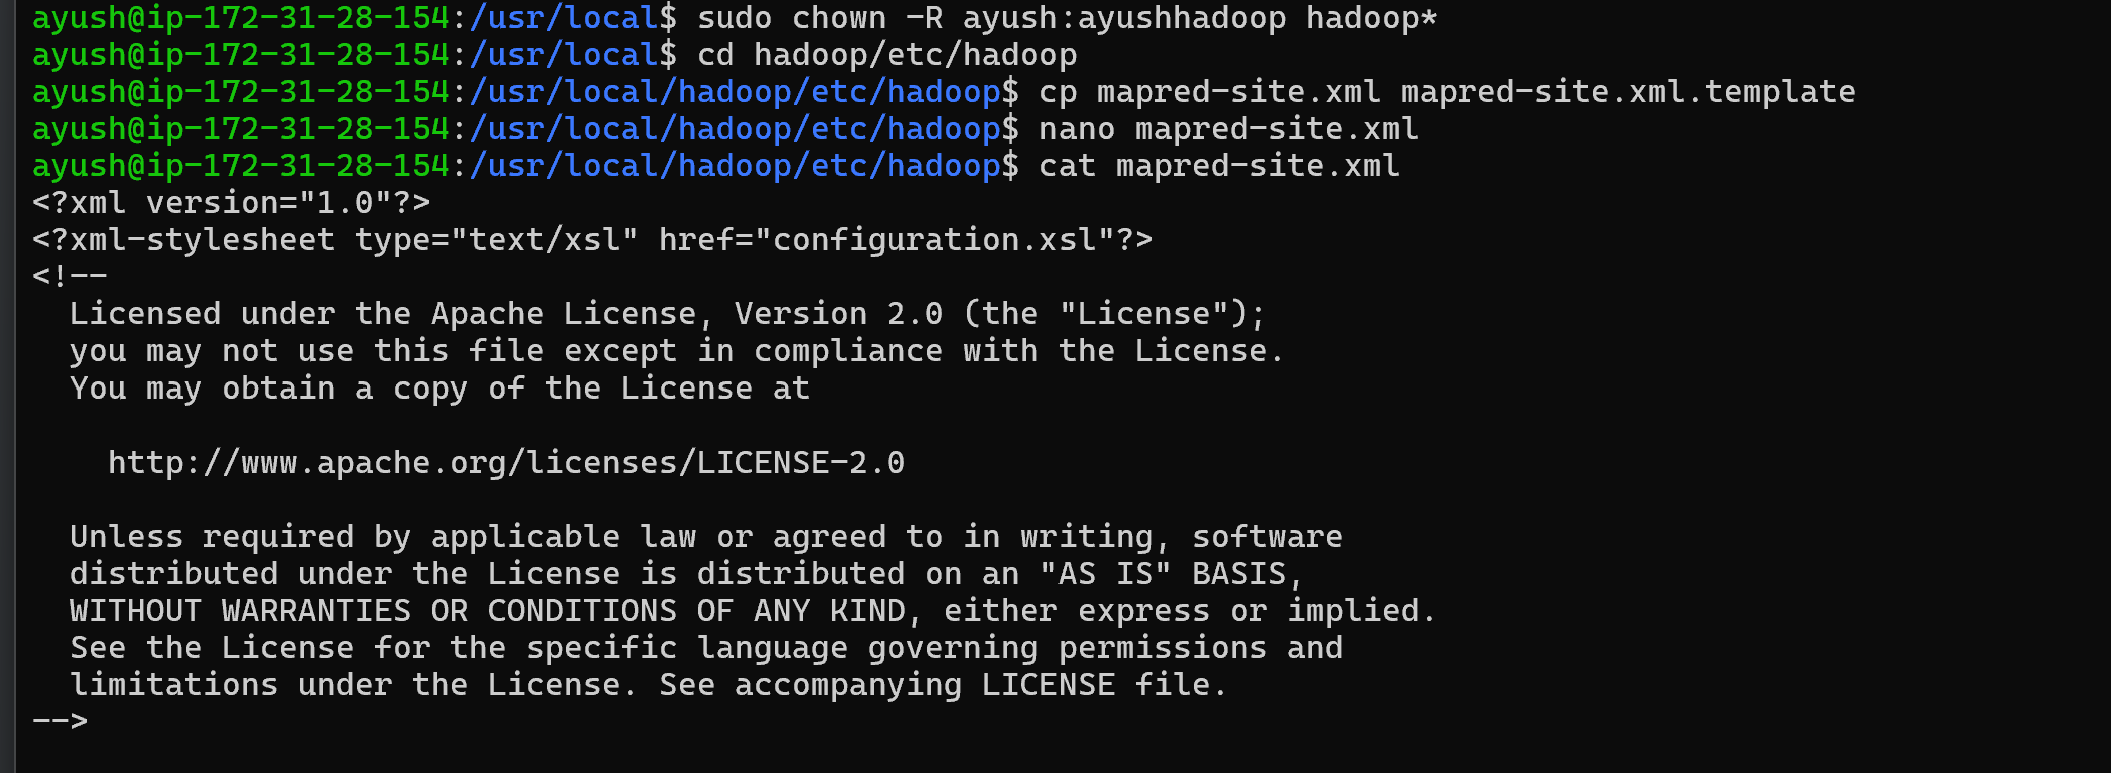 ayush@ip-172-31-28-154:/usr/local$ sudo chown -R ayush:ayushhadoop hadoop*
ayush@ip-172-31-28-154:/usr/local$ cd hadoop/etc/hadoop
ayush@ip-172-31-28-154:/usr/local/hadoop/etc/hadoop$ cp mapred-site.xml mapred-site.xml.template
ayush@ip-172-31-28-154:/usr/local/hadoop/etc/hadoop$ nano mapred-site.xml
ayush@ip-172-31-28-154:/usr/local/hadoop/etc/hadoop$ cat mapred-site.xml
<?xml version="1.0"?>
<?xml-stylesheet type="text/xsl" href="configuration.xsl"?>
<!--
  Licensed under the Apache License, Version 2.0 (the "License");
  you may not use this file except in compliance with the License.
  You may obtain a copy of the License at

    http://www.apache.org/licenses/LICENSE-2.0

  Unless required by applicable law or agreed to in writing, software
  distributed under the License is distributed on an "AS IS" BASIS,
  WITHOUT WARRANTIES OR CONDITIONS OF ANY KIND, either express or implied.
  See the License for the specific language governing permissions and
  limitations under the License. See accompanying LICENSE file.
-->